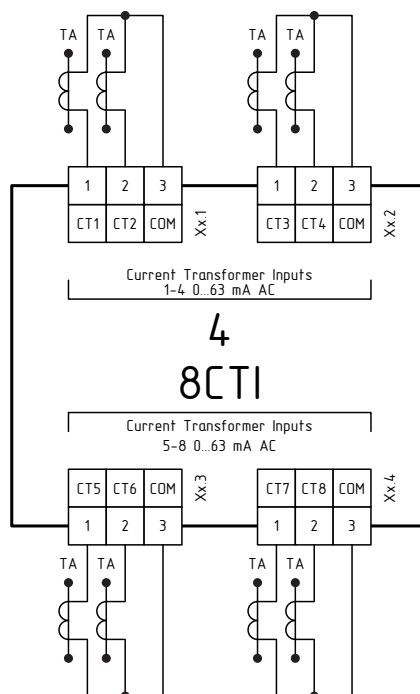 TA TA TA TA
1 2 3 1 2 3
CT1 CT2 COM Xx.1 CT3 CT4 COM Xx.2
Current Transformer Inputs
1-4 0...63 mA AC
4
8CTI
Current Transformer Inputs
5-8 0...63 mA AC
CT5 CT6 COM Xx.3 CT7 CT8 COM Xx.4
1 2 3 1 2 3
TA TA TA TA